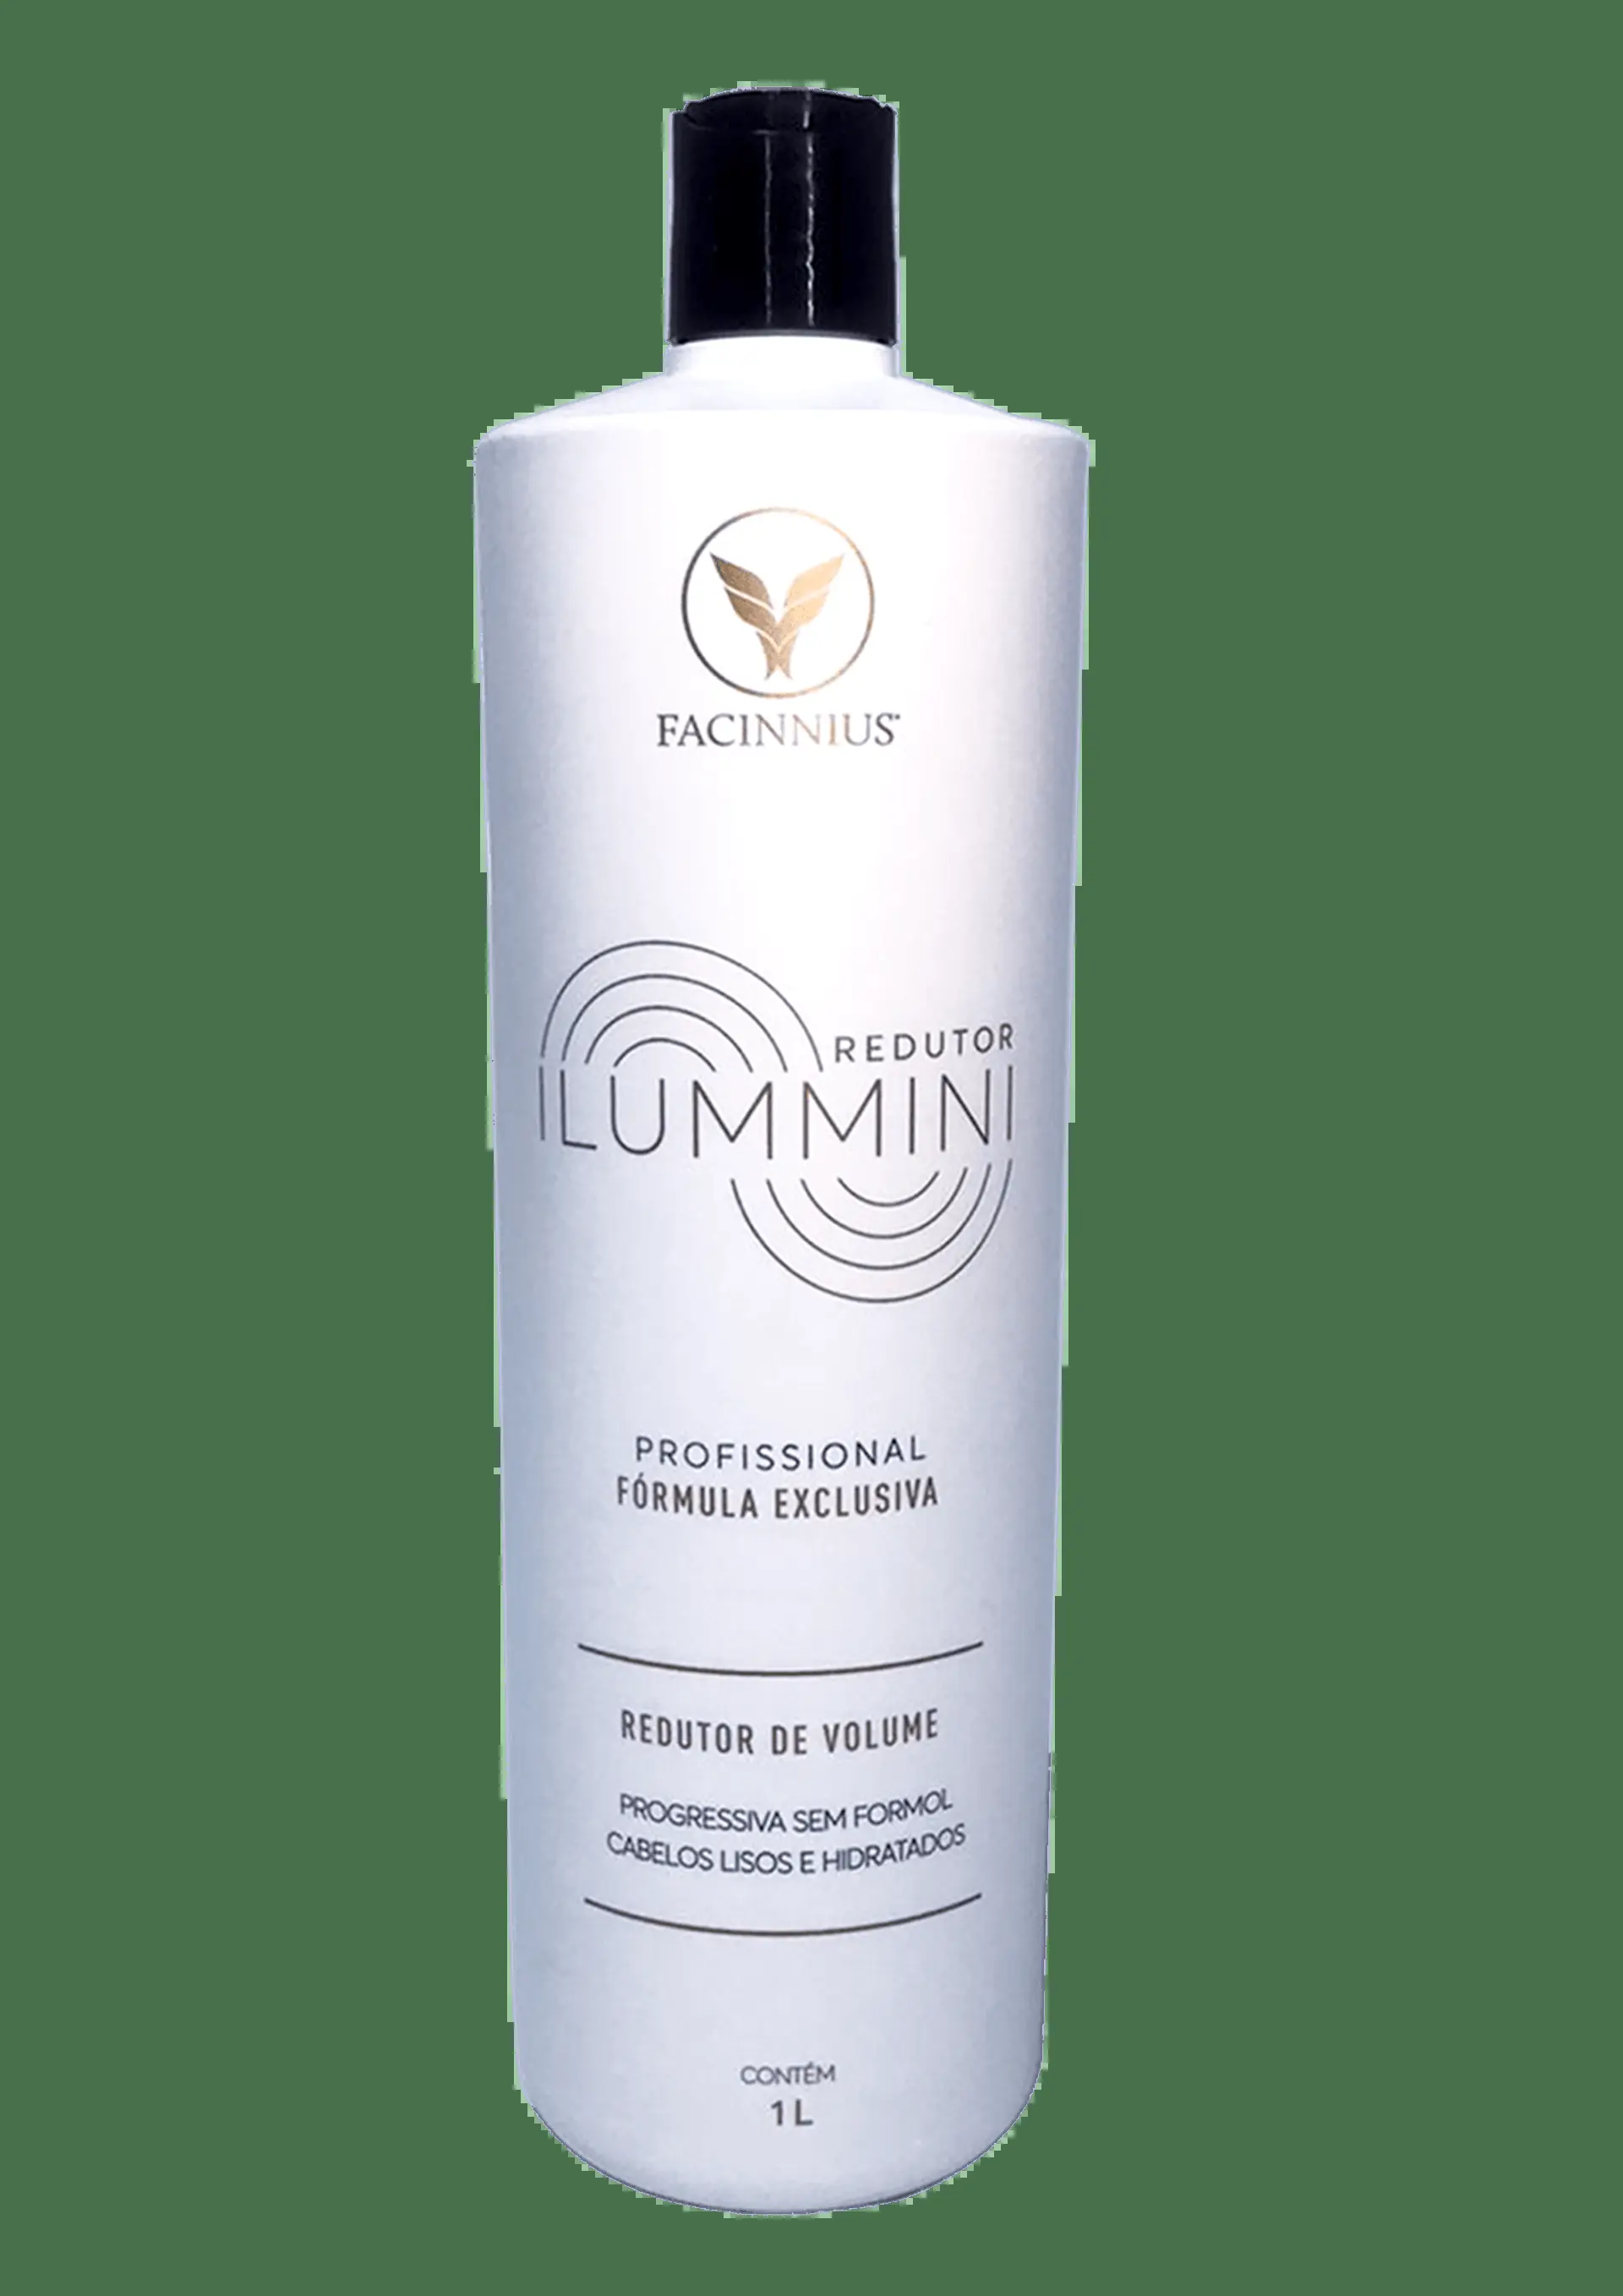 FACINNIUS
REDUTOR
ILUMMINI
PROFISSIONAL
FÓRMULA EXCLUSIVA
REDUTOR DE VOLUME
PROGRESSIVA SEM FORMOL
CABELOS LISOS E HIDRATADOS
CONTÉM
1 L